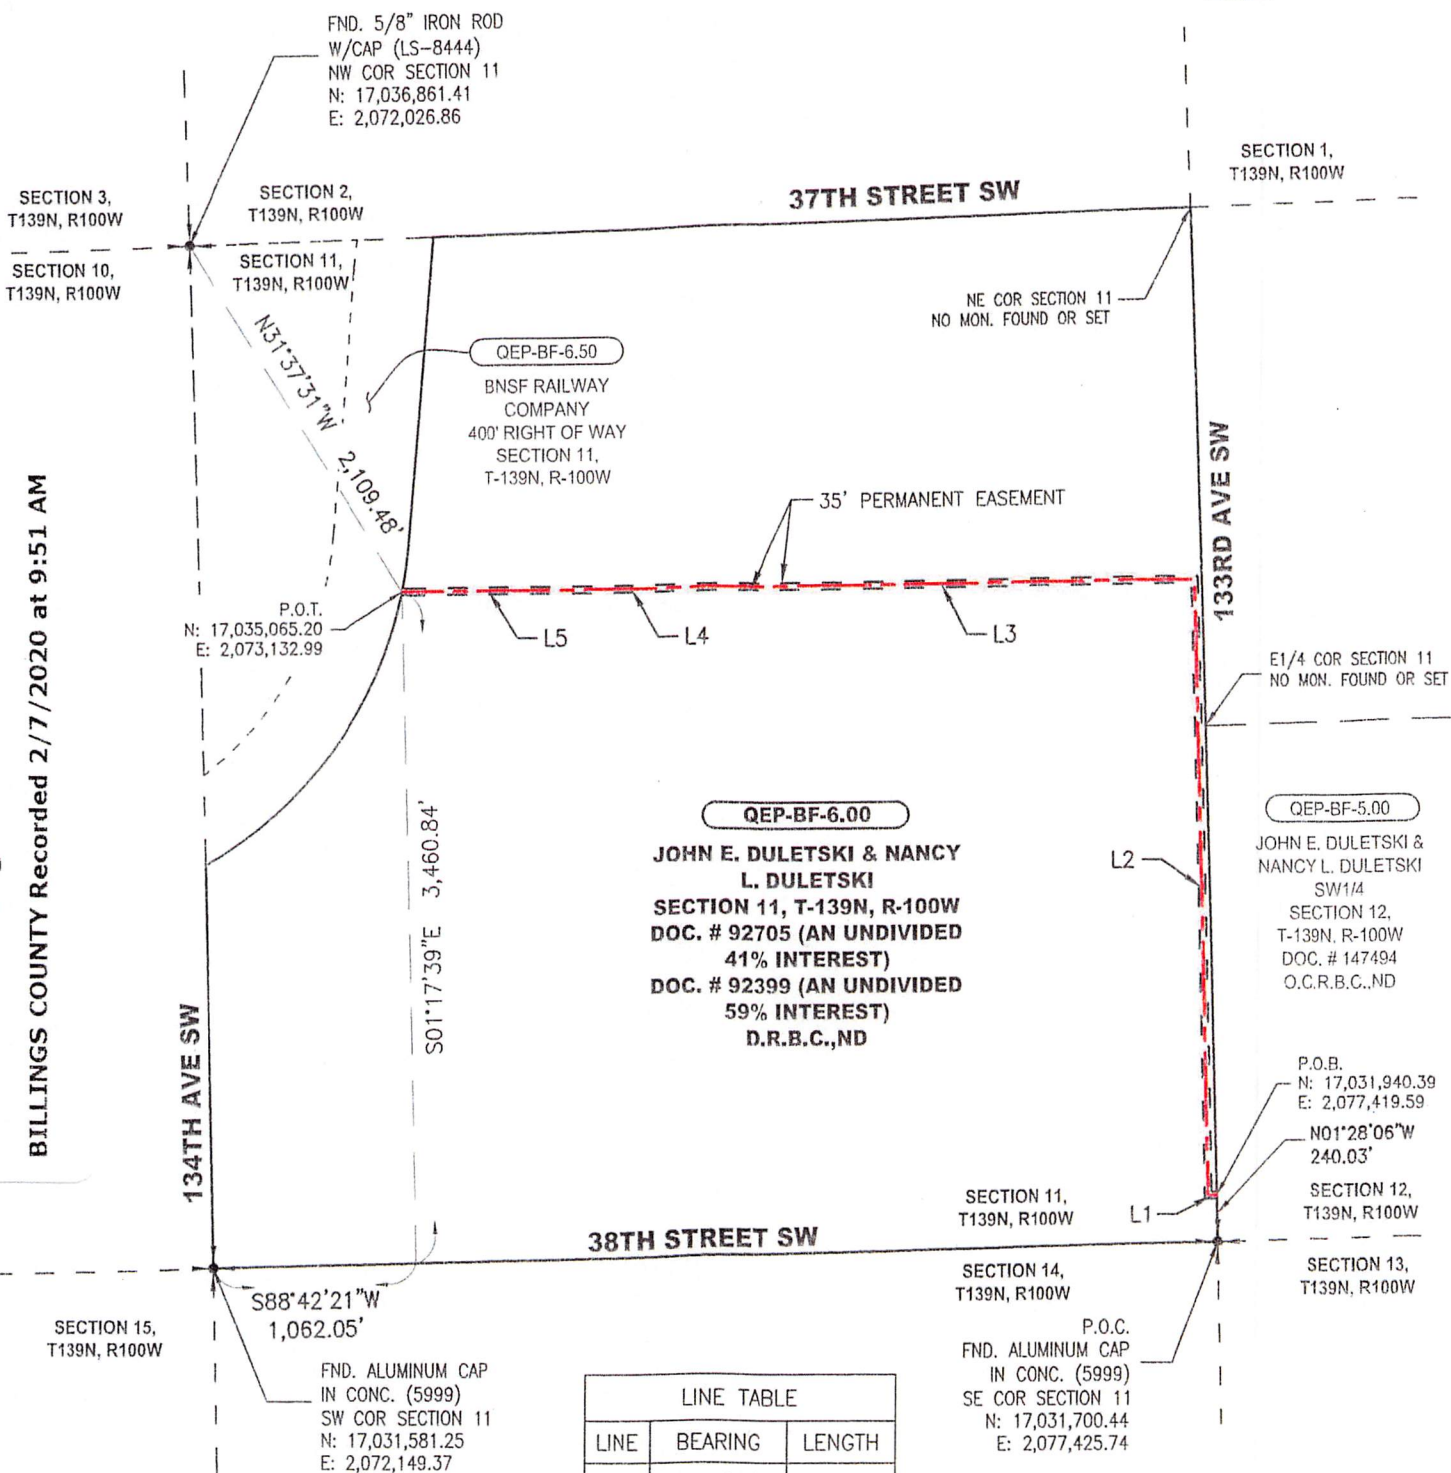 FND. 5/8" IRON ROD
W/CAP (LS-8444)
NW COR SECTION 11
N: 17,036,861.41
E: 2,072,026.86
SECTION 1,
T139N, R100W
SECTION 3,
T139N, R100W
SECTION 2,
T139N, R100W
37TH STREET SW
SECTION 10,
T139N, R100W
SECTION 11,
T139N, R100W
NE COR SECTION 11
NO MON. FOUND OR SET
N31°37'31"W 2,109.48'
QEP-BF-6.50
BNSF RAILWAY
COMPANY
400' RIGHT OF WAY
SECTION 11,
T-139N, R-100W
133RD AVE SW
35' PERMANENT EASEMENT
BILLINGS COUNTY Recorded 2/7/2020 at 9:51 AM
P.O.T.
N: 17,035,065.20
E: 2,073,132.99
L5
L4
L3
E1/4 COR SECTION 11
NO MON. FOUND OR SET
S01°17'39"E 3,460.84'
QEP-BF-6.00
JOHN E. DULETSKI & NANCY
L. DULETSKI
SECTION 11, T-139N, R-100W
DOC. # 92705 (AN UNDIVIDED
41% INTEREST)
DOC. # 92399 (AN UNDIVIDED
59% INTEREST)
D.R.B.C.,ND
L2
QEP-BF-5.00
JOHN E. DULETSKI &
NANCY L. DULETSKI
SW1/4
SECTION 12,
T-139N, R-100W
DOC. # 147494
O.C.R.B.C.,ND
134TH AVE SW
P.O.B.
N: 17,031,940.39
E: 2,077,419.59
N01°28'06"W
240.03'
SECTION 11,
T139N, R100W
L1
SECTION 12,
T139N, R100W
38TH STREET SW
SECTION 14,
T139N, R100W
SECTION 13,
T139N, R100W
S88°42'21"W
1,062.05'
SECTION 15,
T139N, R100W
FND. ALUMINUM CAP
IN CONC. (5999)
SW COR SECTION 11
N: 17,031,581.25
E: 2,072,149.37
P.O.C.
FND. ALUMINUM CAP
IN CONC. (5999)
SE COR SECTION 11
N: 17,031,700.44
E: 2,077,425.74
LINE TABLE
LINE BEARING LENGTH